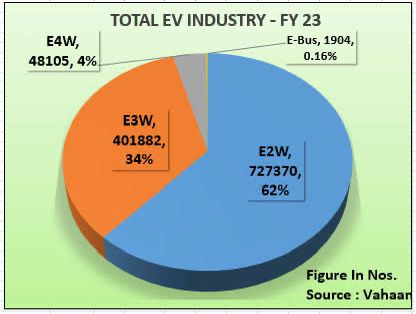 TOTAL EV INDUSTRY - FY 23
E4W,
48105, 4%
E-Bus, 1904,
0.16%
E3W,
401882,
34%
E2W,
727370,
62%
Figure In Nos.
Source : Vahaan